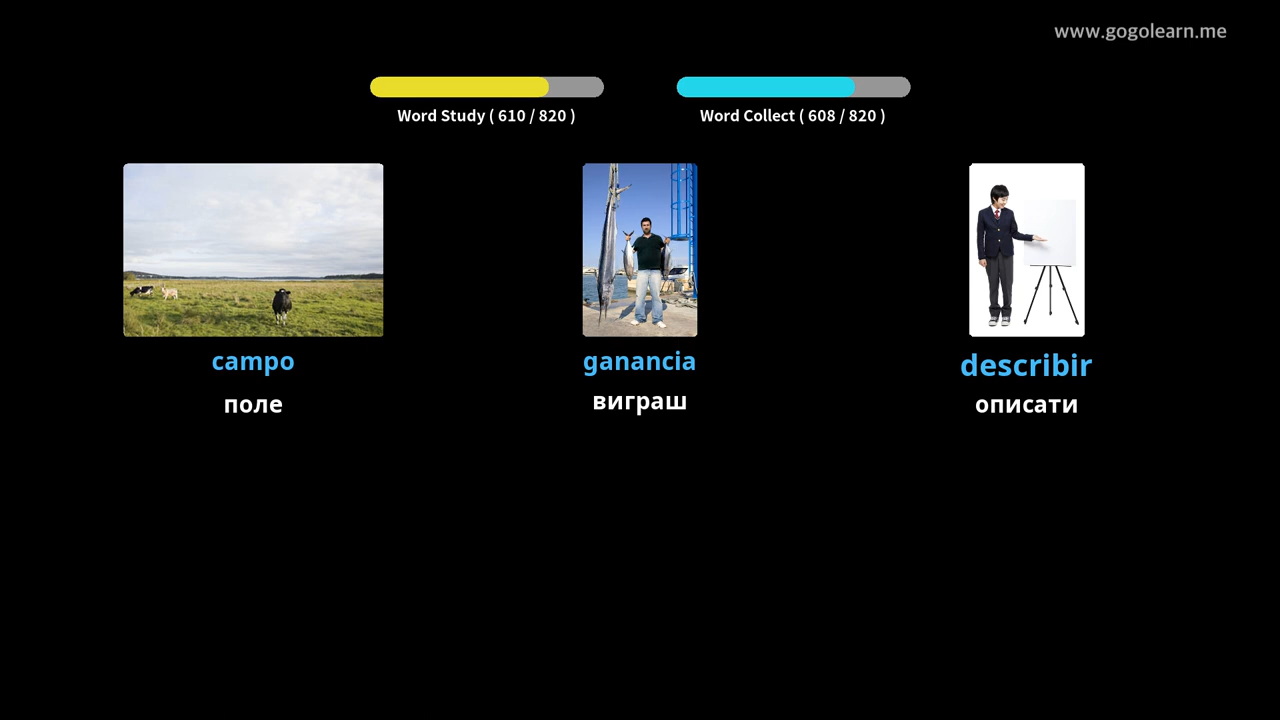 www.gogolearn.me
Word Study ( 610 / 820 )
Word Collect ( 608 / 820 )
campo
ganancia
describir
поле
виграш
описати